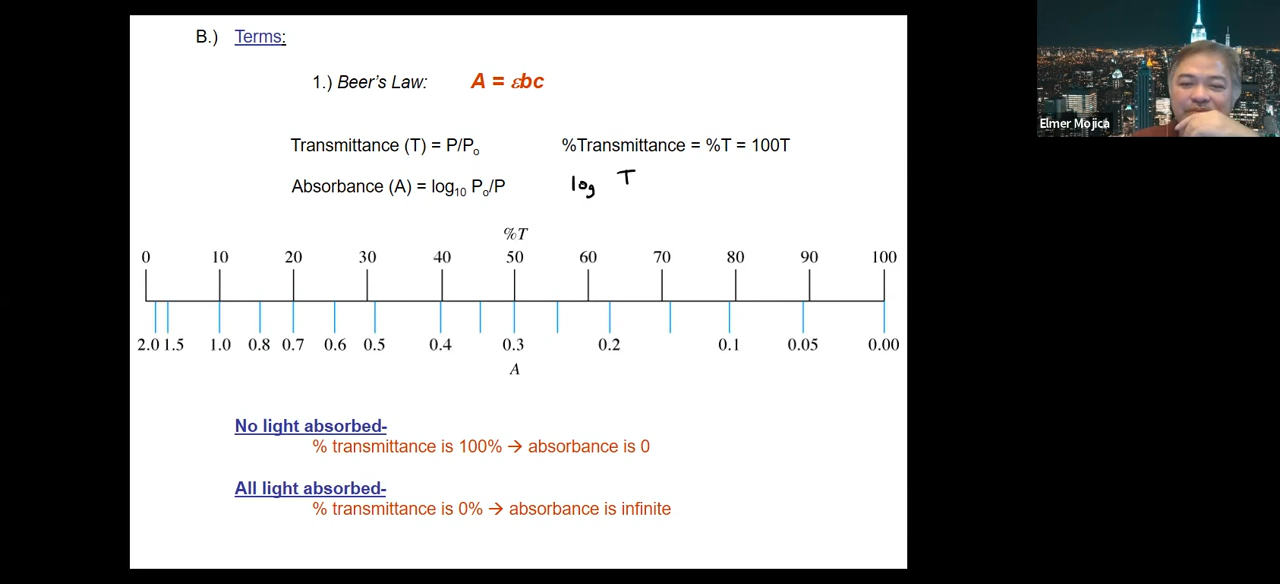 B.) Terms:
1.) Beer's Law: A = εbc
Transmittance (T) = P/Po %Transmittance = %T = 100T
Absorbance (A) = log10 Po/P log T
%T
0 10 20 30 40 50 60 70 80 90 100
2.0 1.5 1.0 0.8 0.7 0.6 0.5 0.4 0.3 0.2 0.1 0.05 0.00
A
No light absorbed-
% transmittance is 100% → absorbance is 0
All light absorbed-
% transmittance is 0% → absorbance is infinite
Elmer Mojica